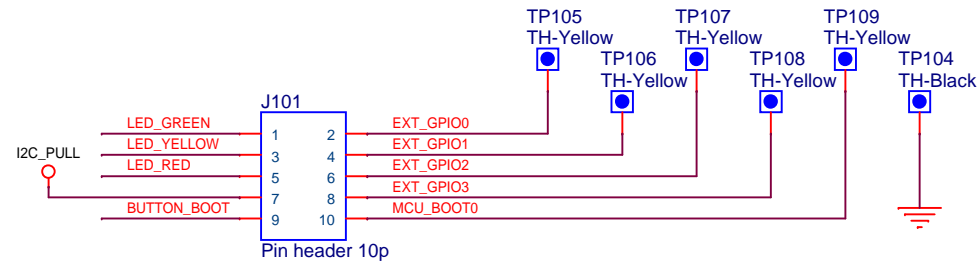 TP105
TH-Yellow
TP107
TH-Yellow
TP109
TH-Yellow
TP106
TH-Yellow
TP108
TH-Yellow
TP104
TH-Black
J101
LED_GREEN
1
2
EXT_GPIO0
LED_YELLOW
3
4
EXT_GPIO1
I2C_PULL
LED_RED
5
6
EXT_GPIO2
7
8
EXT_GPIO3
BUTTON_BOOT
9
10
MCU_BOOT0
Pin header 10p